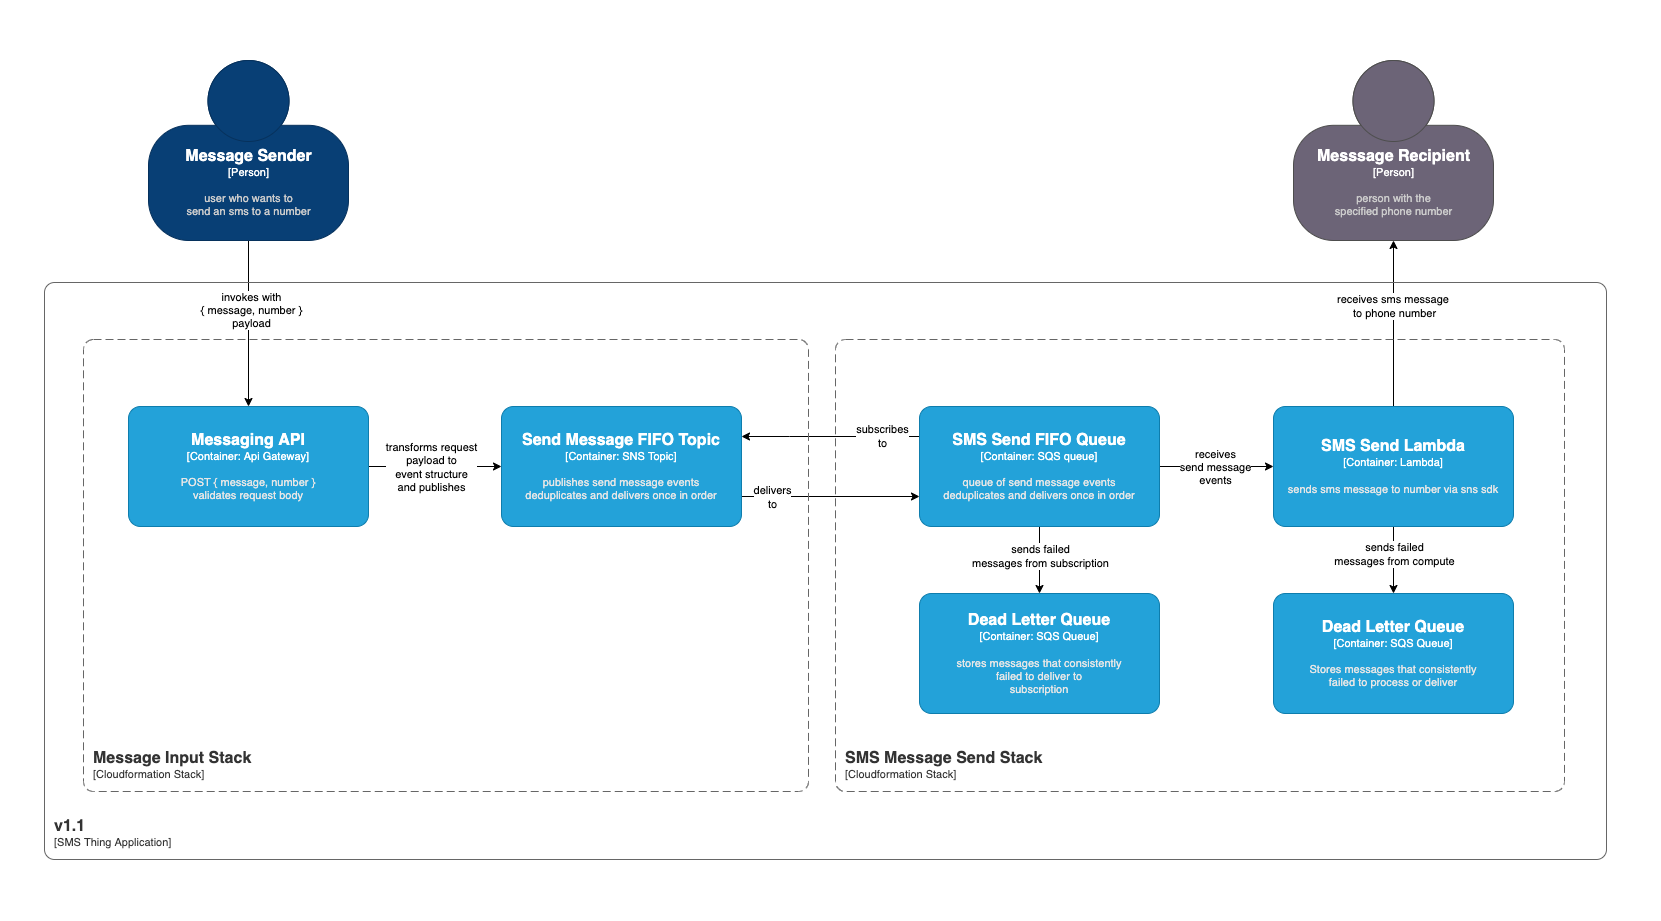 Message Sender
[Person]
user who wants to
send an sms to a number
Messsage Recipient
[Person]
person with the
specified phone number
invokes with
{ message, number }
payload
receives sms message
to phone number
Messaging API
[Container: Api Gateway]
POST { message, number }
validates request body
transforms request
payload to
event structure
and publishes
Send Message FIFO Topic
[Container: SNS Topic]
publishes send message events
deduplicates and delivers once in order
subscribes
to
delivers
to
SMS Send FIFO Queue
[Container: SQS queue]
queue of send message events
deduplicates and delivers once in order
receives
send message
events
SMS Send Lambda
[Container: Lambda]
sends sms message to number via sns sdk
sends failed
messages from subscription
sends failed
messages from compute
Dead Letter Queue
[Container: SQS Queue]
stores messages that consistently
failed to deliver to
subscription
Dead Letter Queue
[Container: SQS Queue]
Stores messages that consistently
failed to process or deliver
Message Input Stack
[Cloudformation Stack]
SMS Message Send Stack
[Cloudformation Stack]
v1.1
[SMS Thing Application]